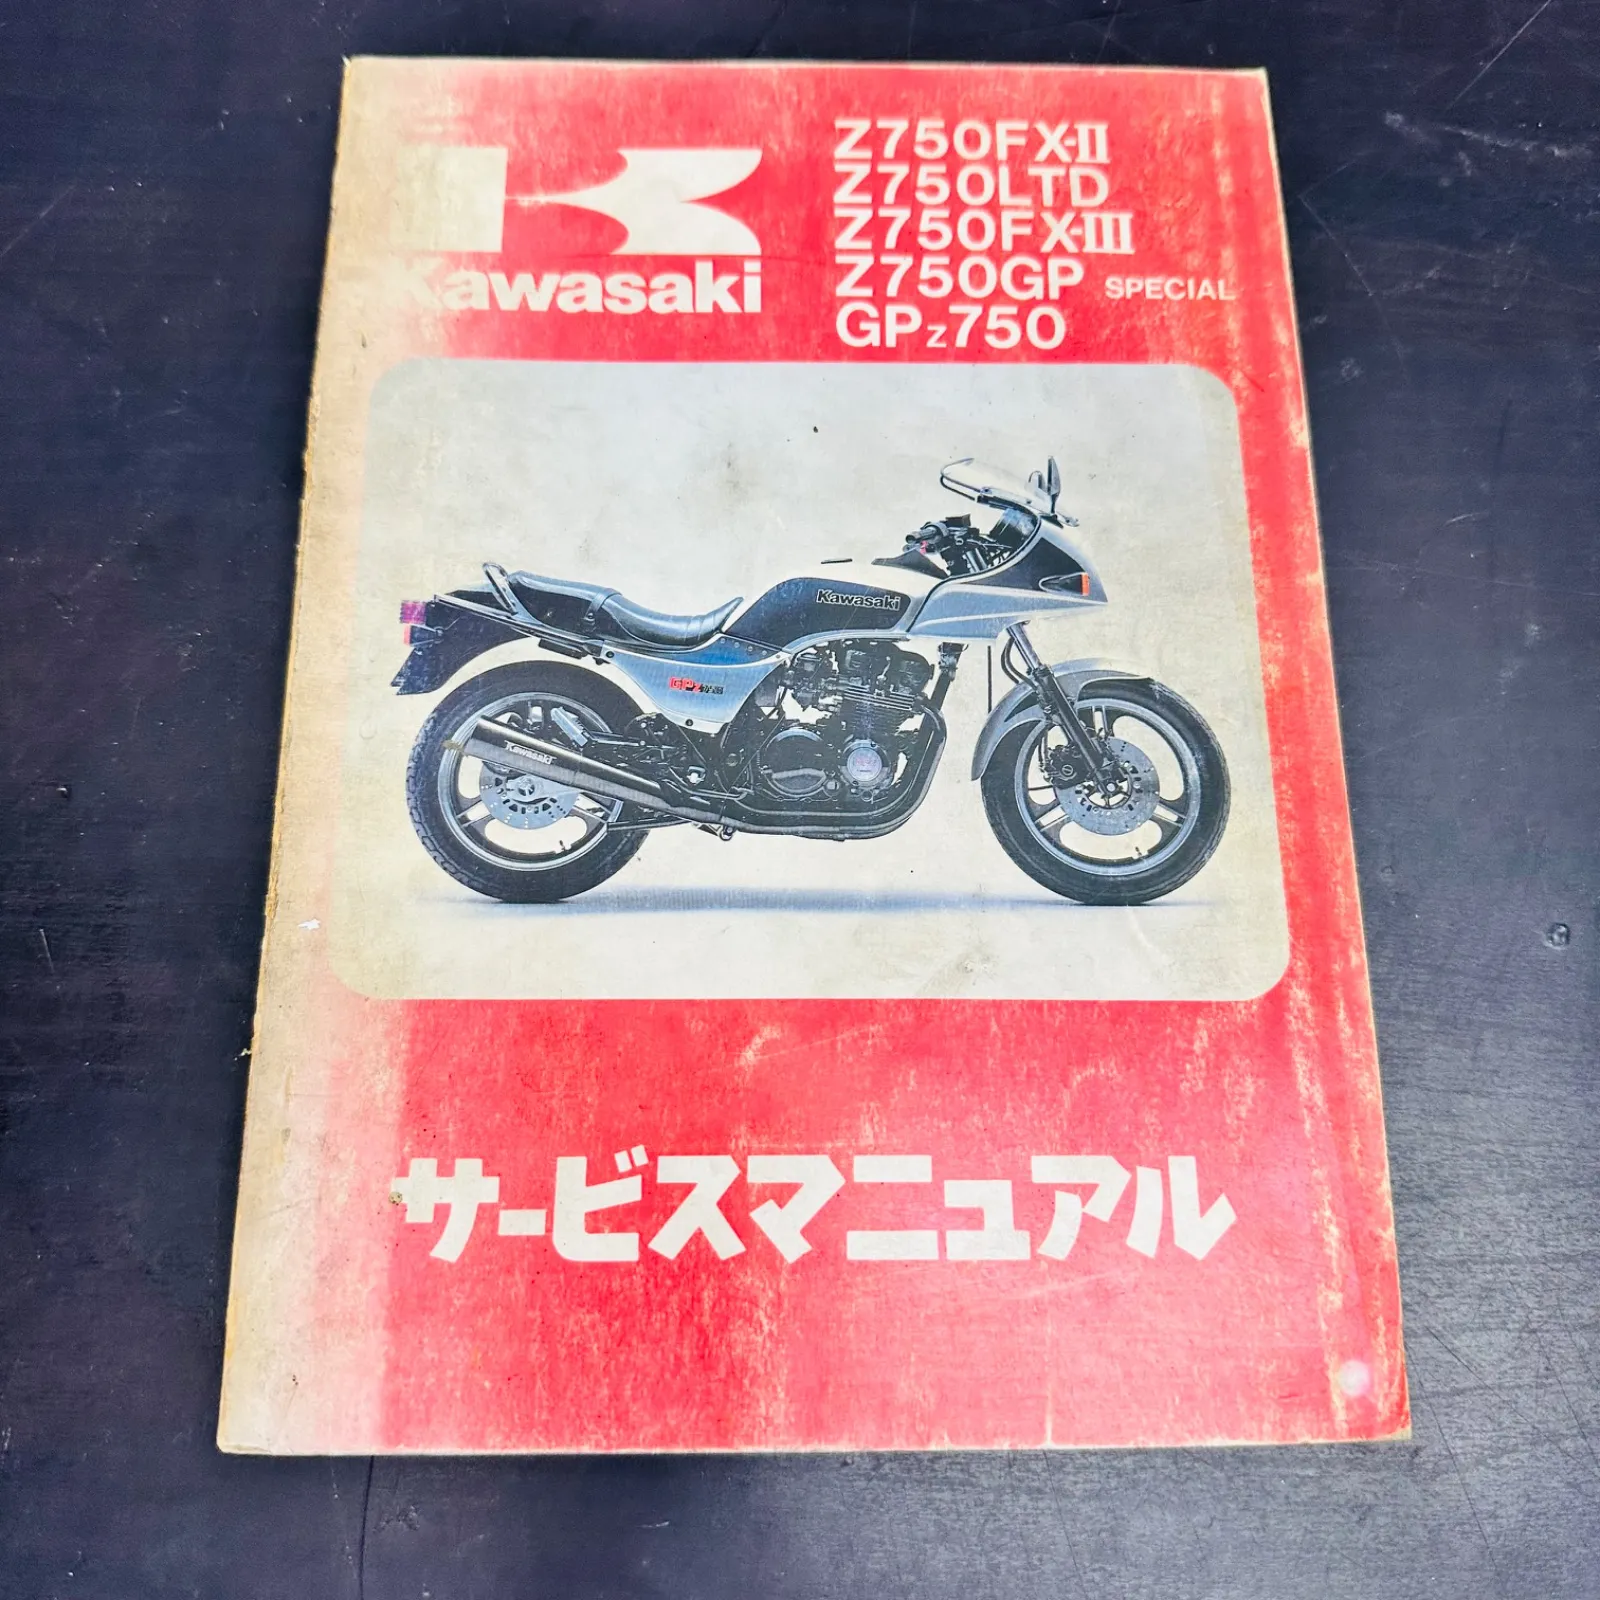 Z750FX-II
Z750LTD
Z750FX-III
Z750GP SPECIAL
GPz750
Kawasaki
Kawasaki
GPz750
Kawasaki
サービスマニュアル